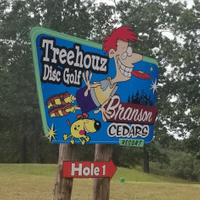 Treehouz
Disc Golf
Branson
CEDARS
RESORT
Hole 1